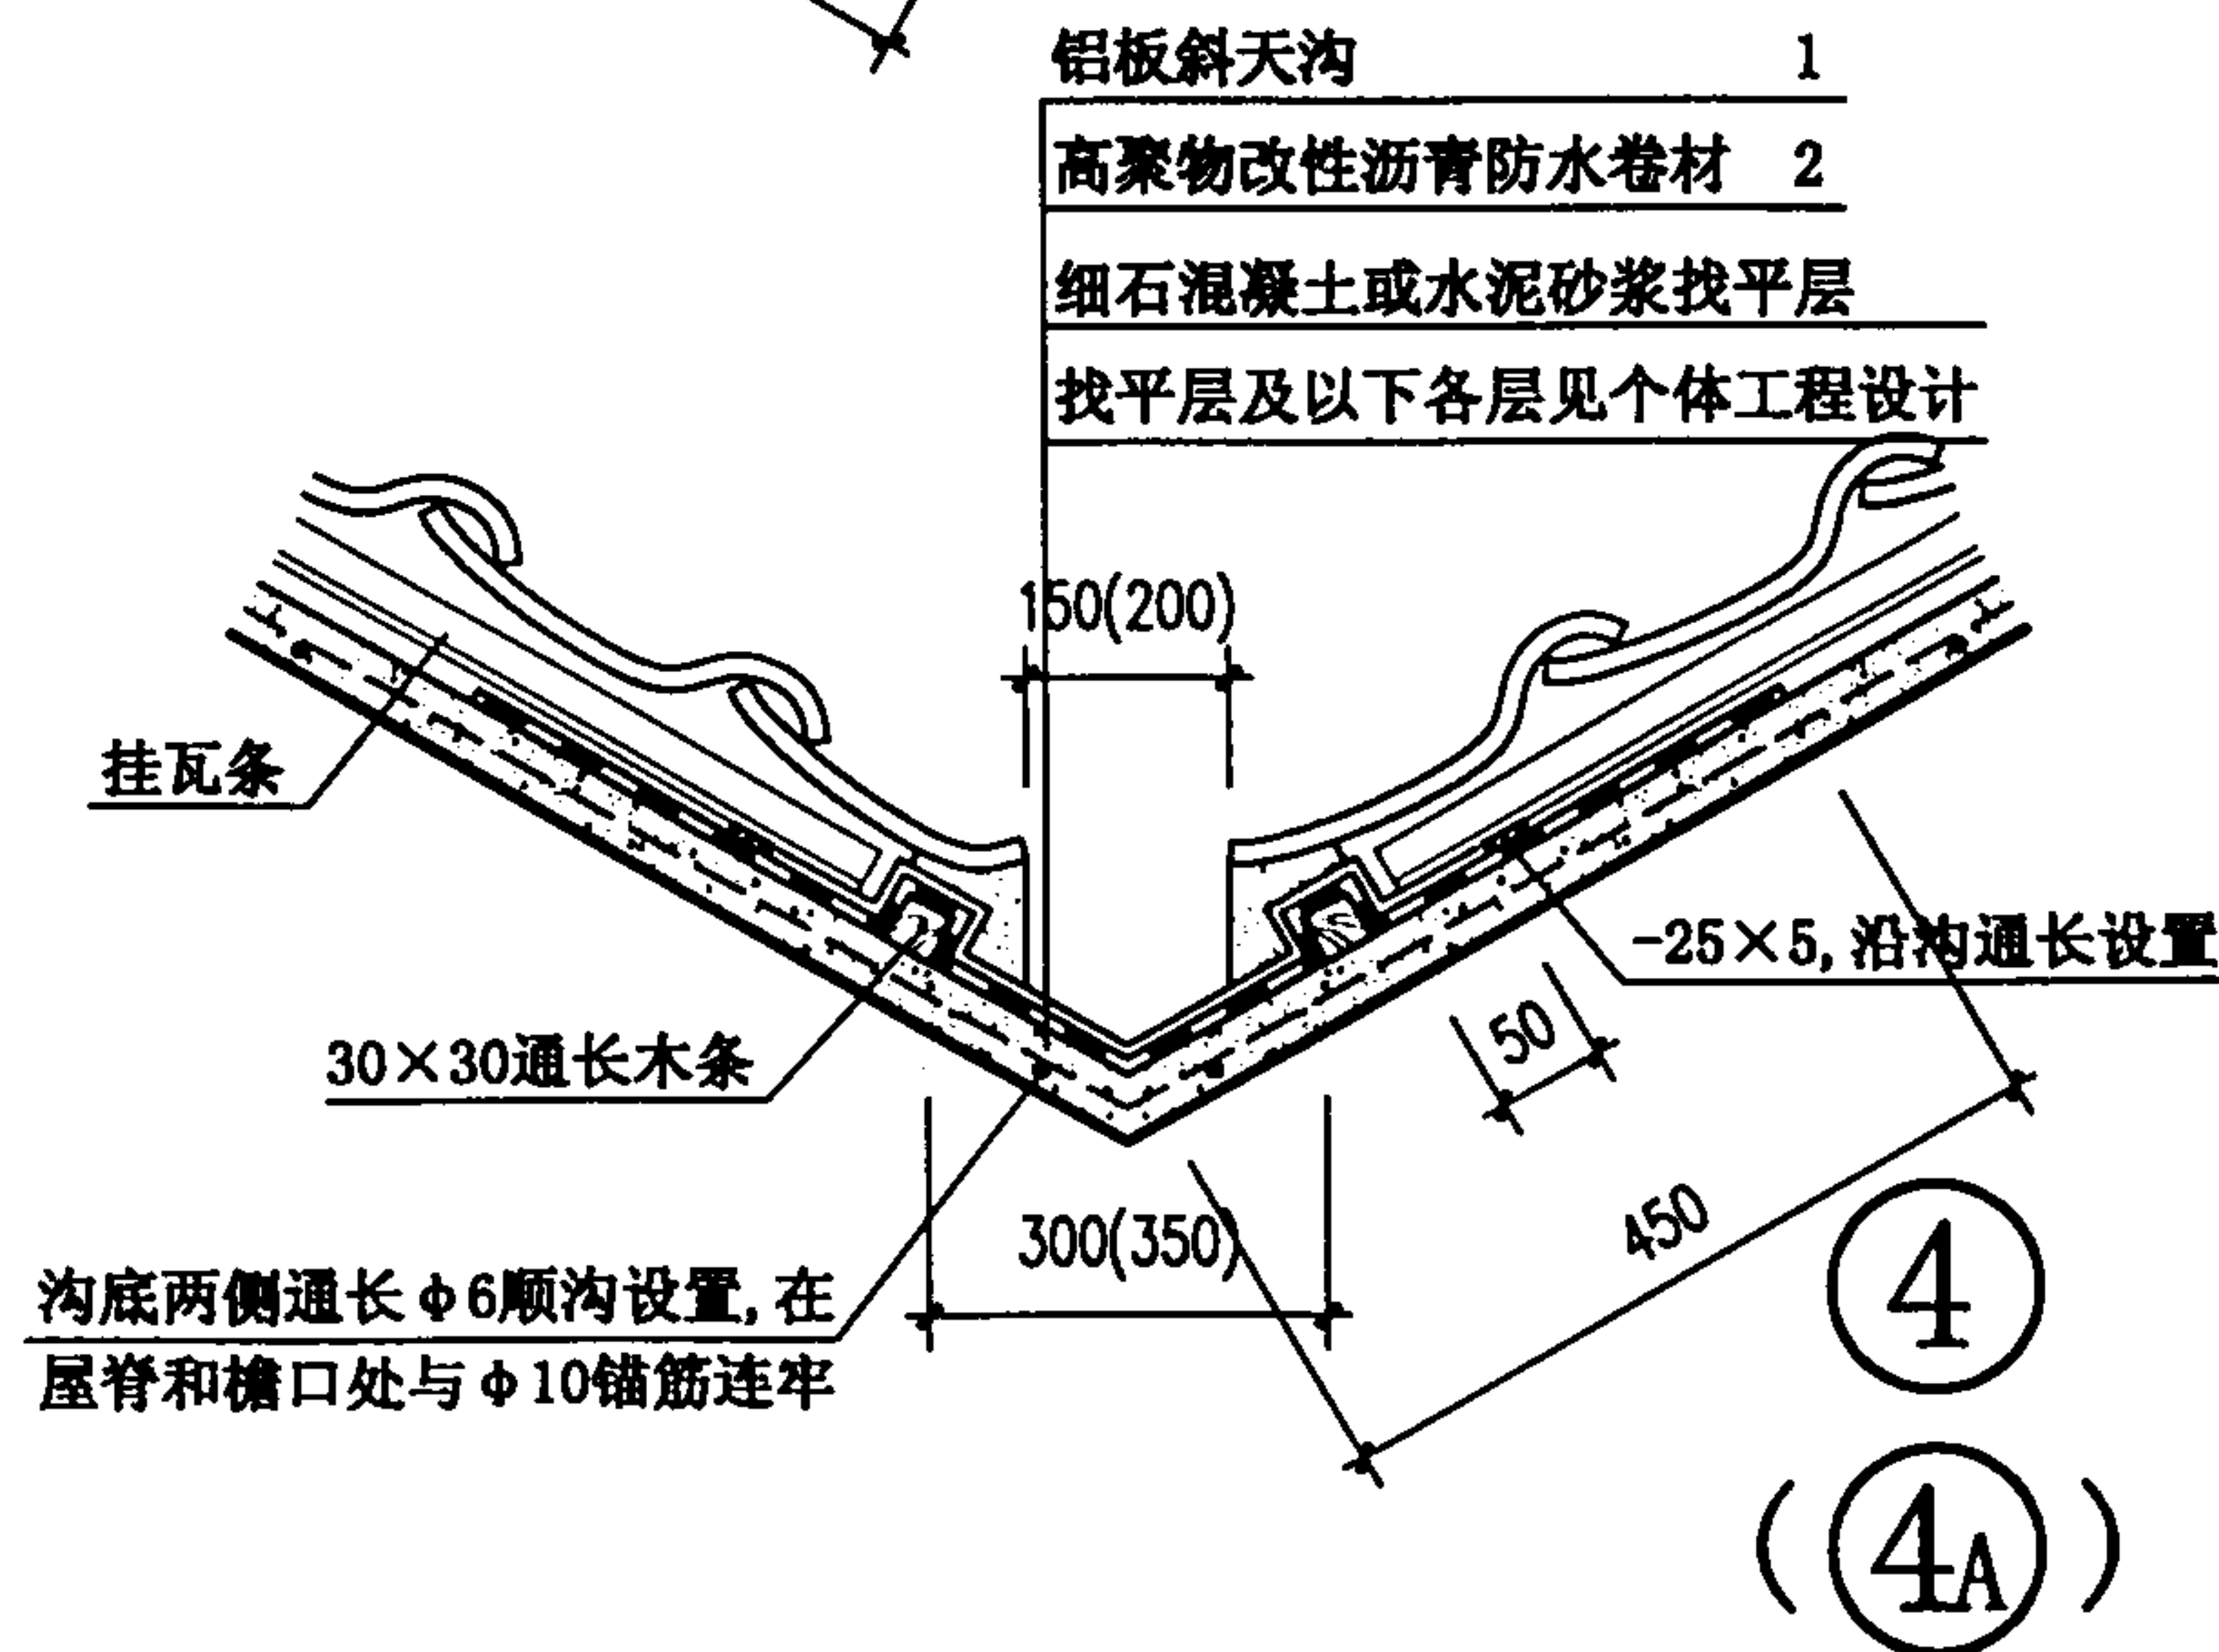 铝板斜天沟 1
高聚物改性沥青防水卷材 2
细石混凝土或水泥砂浆找平层
找平层及以下各层见个体工程设计
150(200)
挂瓦条
-25×5,沿沟通长设置
50
30×30通长木条
300(350)
450
4
沟底两侧通长φ6顺沟设置,在
屋脊和檐口处与φ10锚筋连牢
(4A)